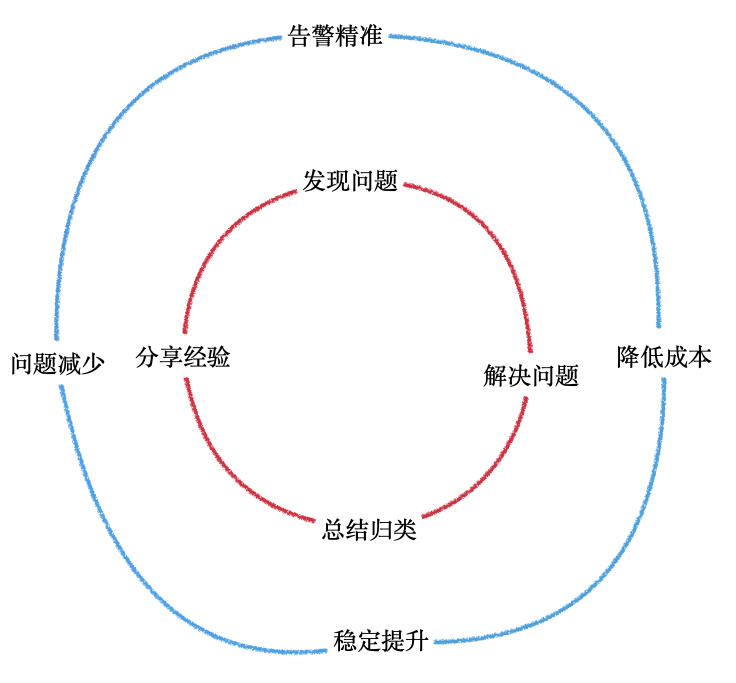 告警精准
发现问题
问题减少
分享经验
解决问题
降低成本
总结归类
稳定提升